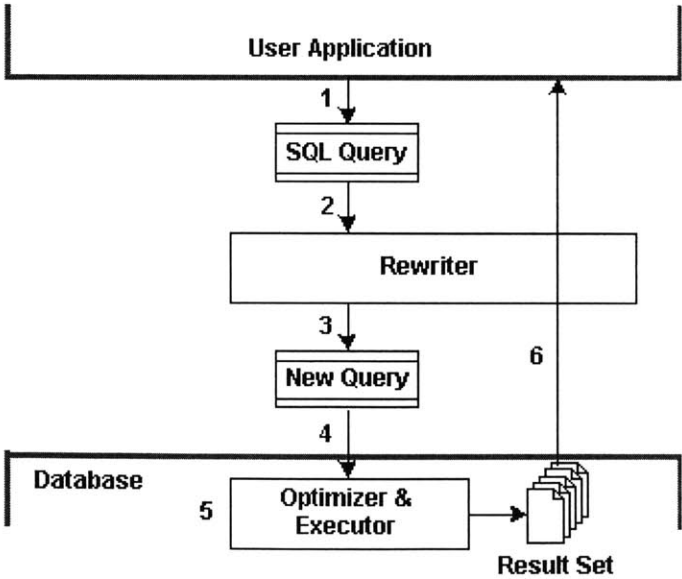 User Application
1
SQL Query
2
Rewriter
3
New Query
6
4
Database
5
Optimizer &
Executor
Result Set